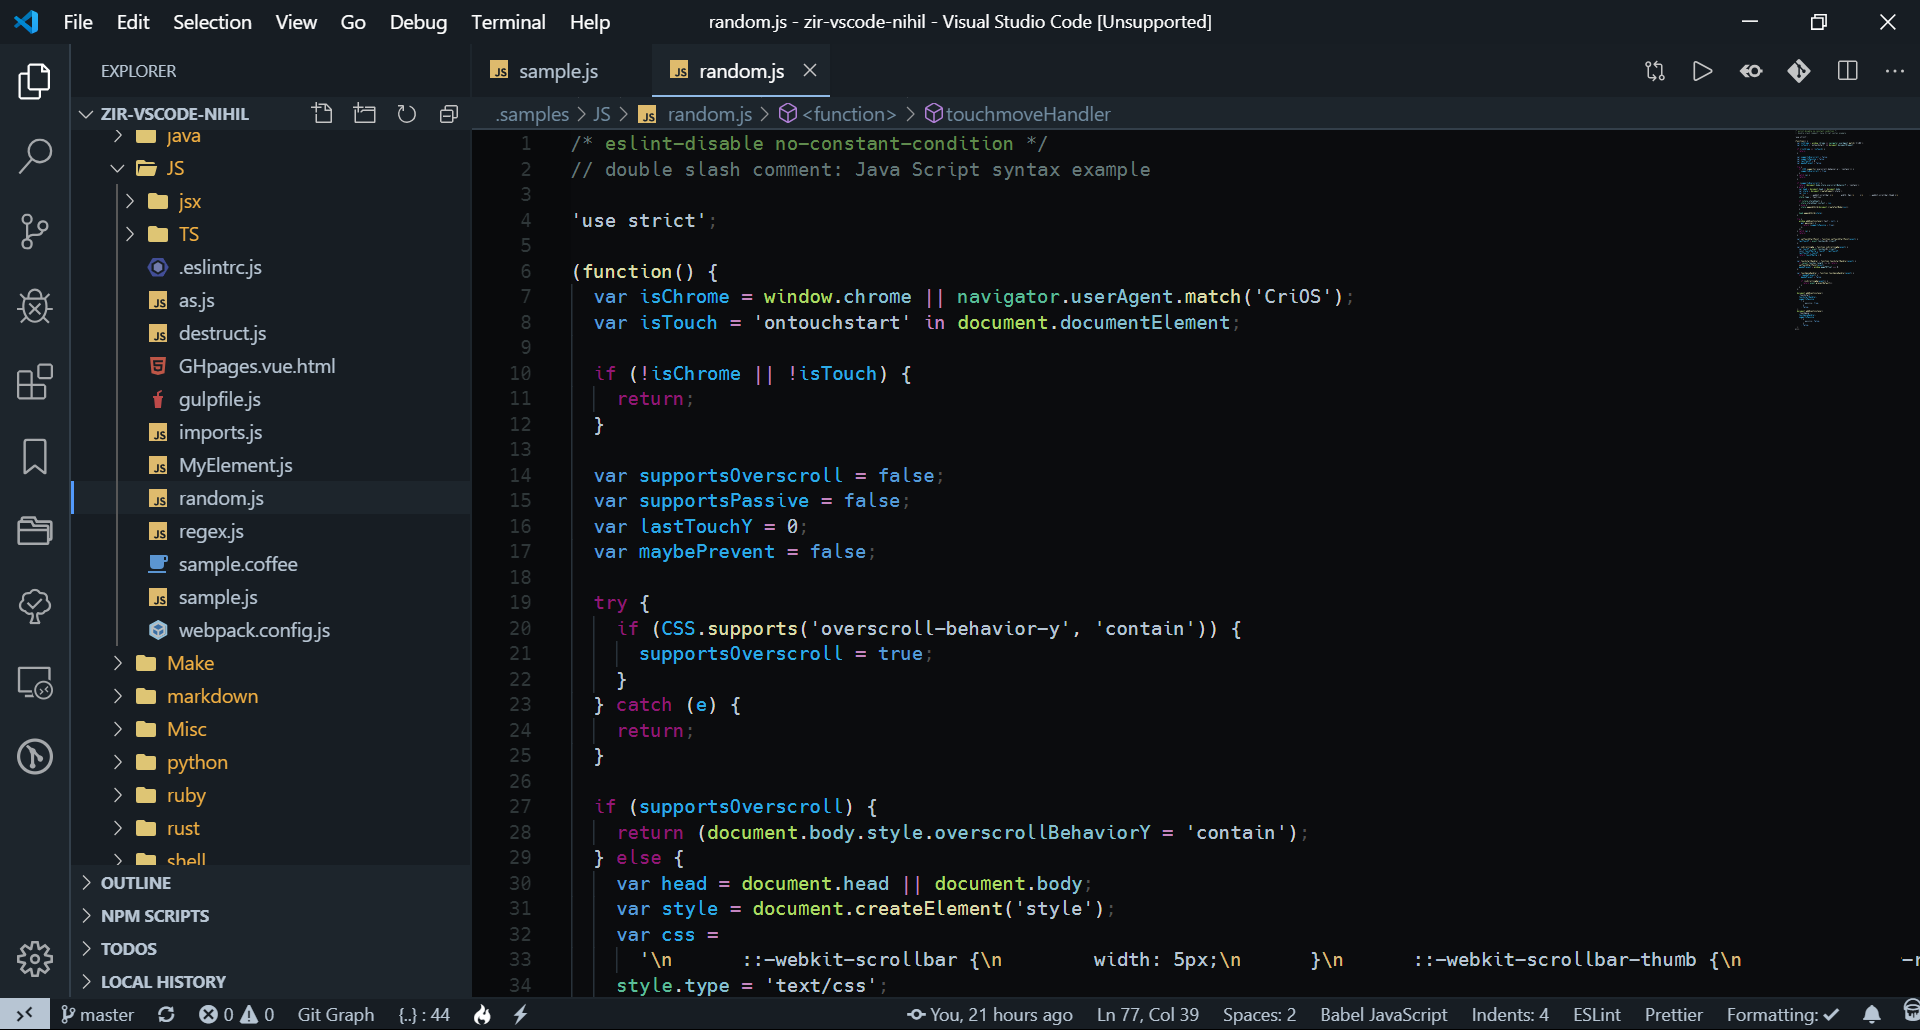 File Edit Selection View Go Debug Terminal Help random.js - zir-vscode-nihil - Visual Studio Code [Unsupported]
EXPLORER
JS sample.js
JS random.js
ZIR-VSCODE-NIHIL
.samples > JS > JS random.js > <function> > touchmoveHandler
java
JS
jsx
TS
.eslintrc.js
JS as.js
JS destruct.js
GHpages.vue.html
gulpfile.js
JS imports.js
JS MyElement.js
JS random.js
JS regex.js
sample.coffee
JS sample.js
webpack.config.js
Make
markdown
Misc
python
ruby
rust
shell
OUTLINE
NPM SCRIPTS
TODOS
LOCAL HISTORY
1 /* eslint-disable no-constant-condition */
2 // double slash comment: Java Script syntax example
3
4 'use strict';
5
6 (function() {
7 var isChrome = window.chrome || navigator.userAgent.match('CriOS');
8 var isTouch = 'ontouchstart' in document.documentElement;
9
10 if (!isChrome || !isTouch) {
11 return;
12 }
13
14 var supportsOverscroll = false;
15 var supportsPassive = false;
16 var lastTouchY = 0;
17 var maybePrevent = false;
18
19 try {
20 if (CSS.supports('overscroll-behavior-y', 'contain')) {
21 supportsOverscroll = true;
22 }
23 } catch (e) {
24 return;
25 }
26
27 if (supportsOverscroll) {
28 return (document.body.style.overscrollBehaviorY = 'contain');
29 } else {
30 var head = document.head || document.body;
31 var style = document.createElement('style');
32 var css =
33 '\n ::-webkit-scrollbar {\n width: 5px;\n }\n ::-webkit-scrollbar-thumb {\n -r
34 style.type = 'text/css';
master 0 0 Git Graph {..} : 44 You, 21 hours ago Ln 77, Col 39 Spaces: 2 Babel JavaScript Indents: 4 ESLint Prettier Formatting: ✓